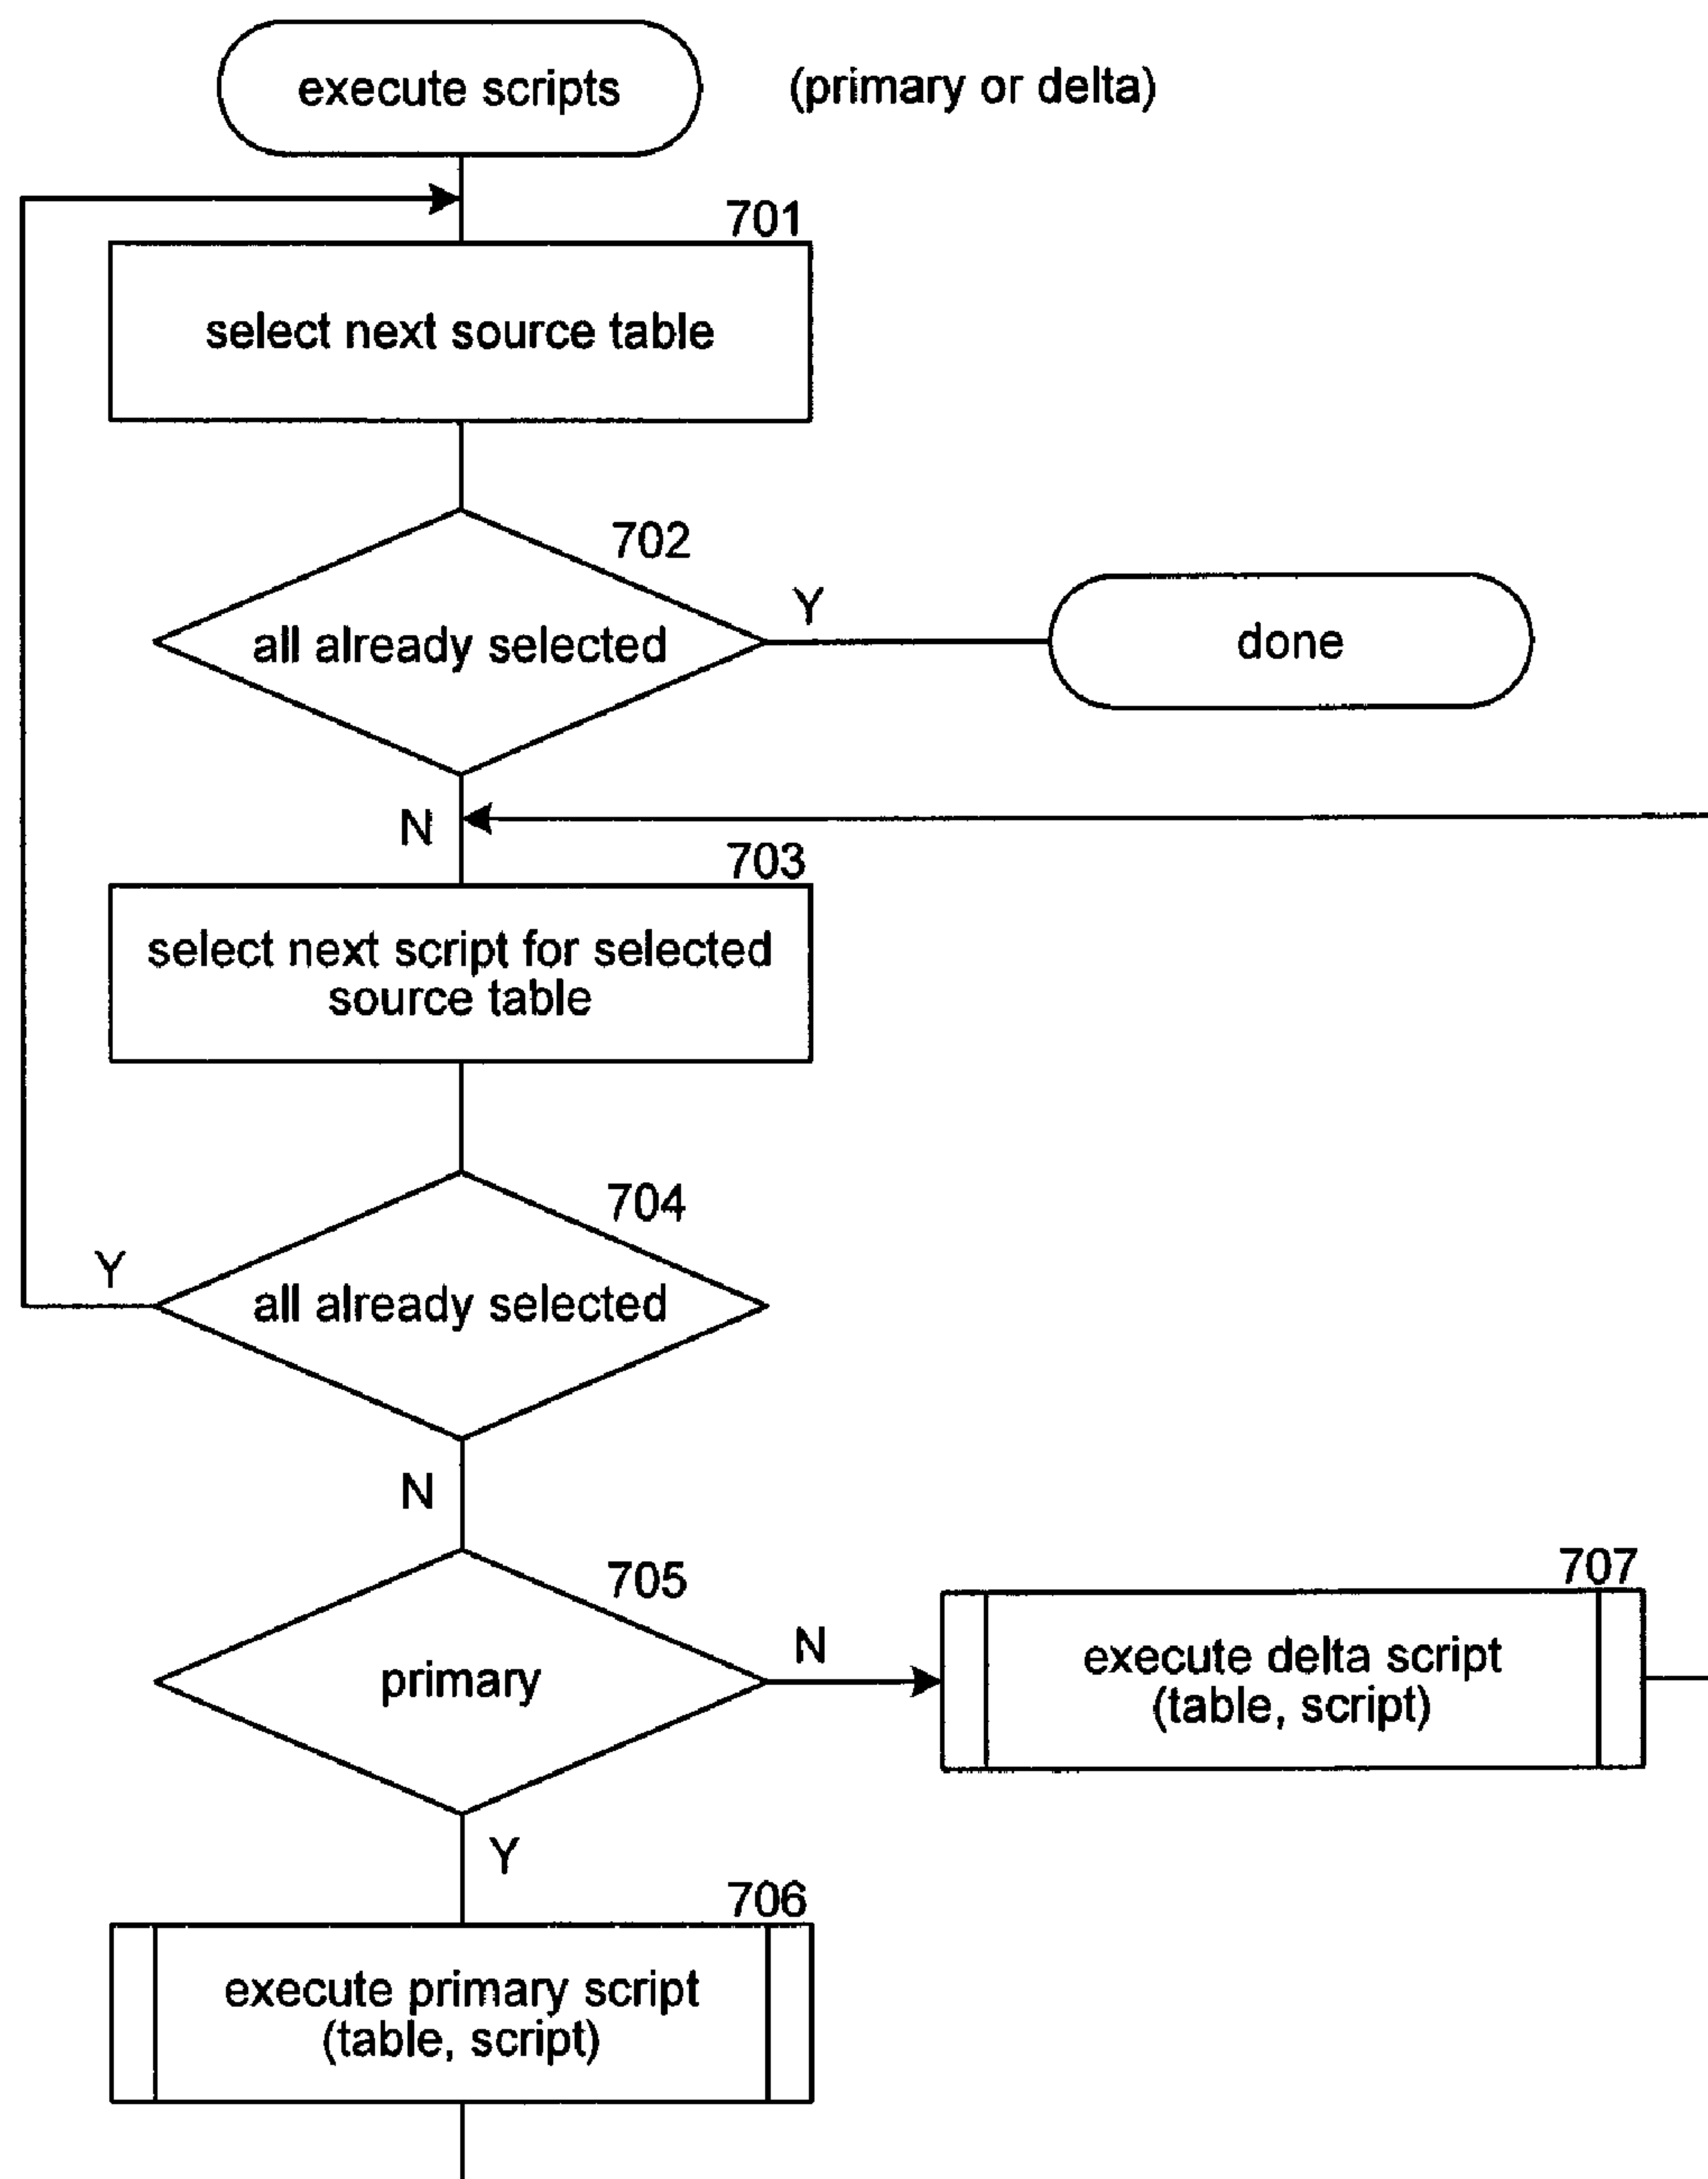 execute scripts
(primary or delta)
701
select next source table
702
all already selected
Y
done
N
703
select next script for selected
source table
704
all already selected
Y
N
705
primary
N
707
execute delta script
(table, script)
Y
706
execute primary script
(table, script)